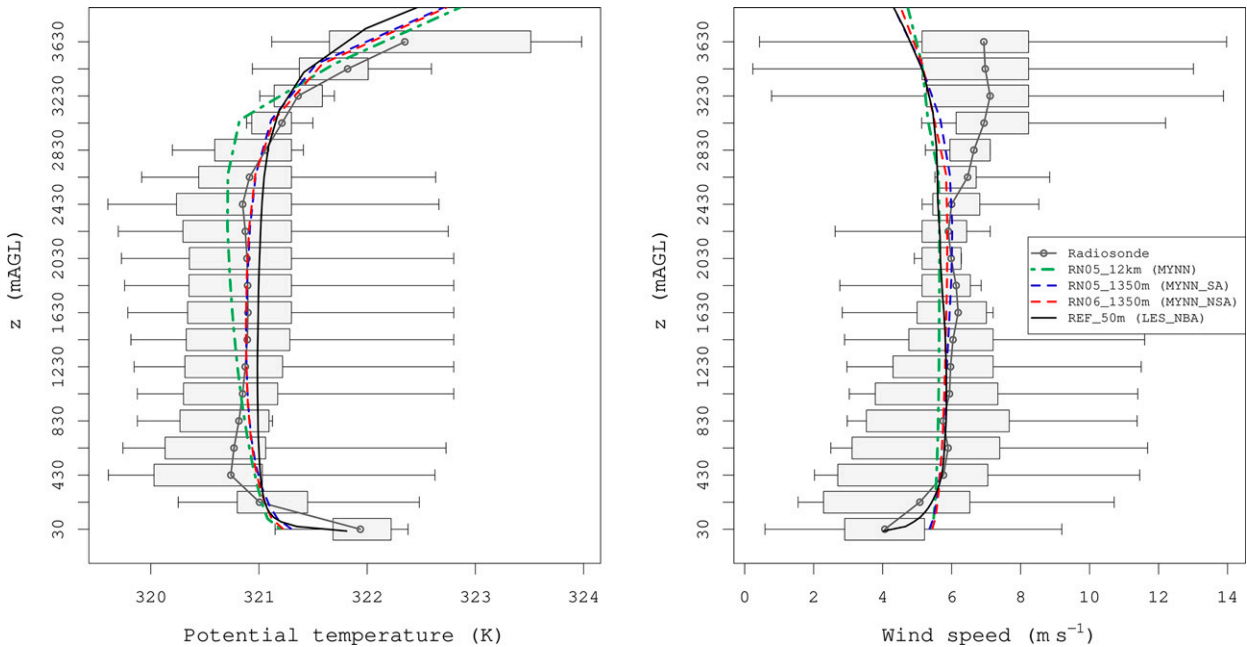 3630
3230
2830
2430
2030
1630
1230
830
430
30
z (mAGL)
320 321 322 323 324
Potential temperature (K)
3630
3230
2830
2430
2030
1630
1230
830
430
30
z (mAGL)
Radiosonde
RN05_12km (MYNN)
RN05_1350m (MYNN_SA)
RN06_1350m (MYNN_NSA)
REF_50m (LES_NBA)
0 2 4 6 8 10 12 14
Wind speed (m s⁻¹)